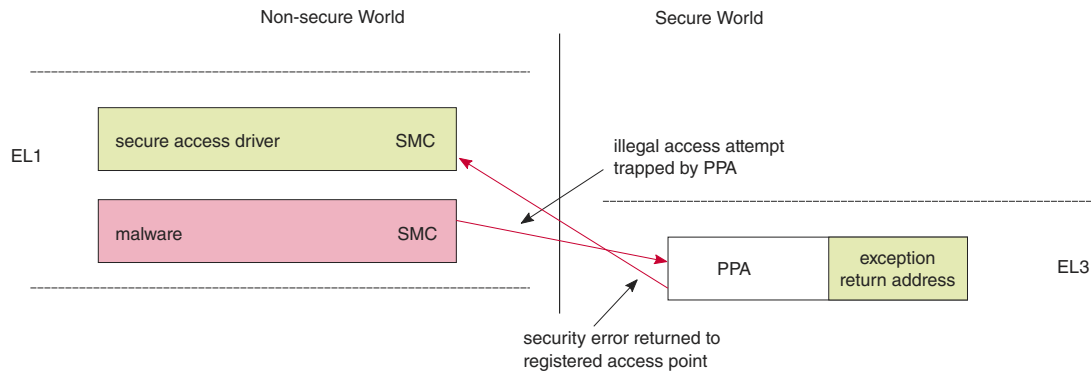 Non-secure World
Secure World
EL1
secure access driver SMC
malware SMC
illegal access attempt
trapped by PPA
PPA
exception
return address
EL3
security error returned to
registered access point